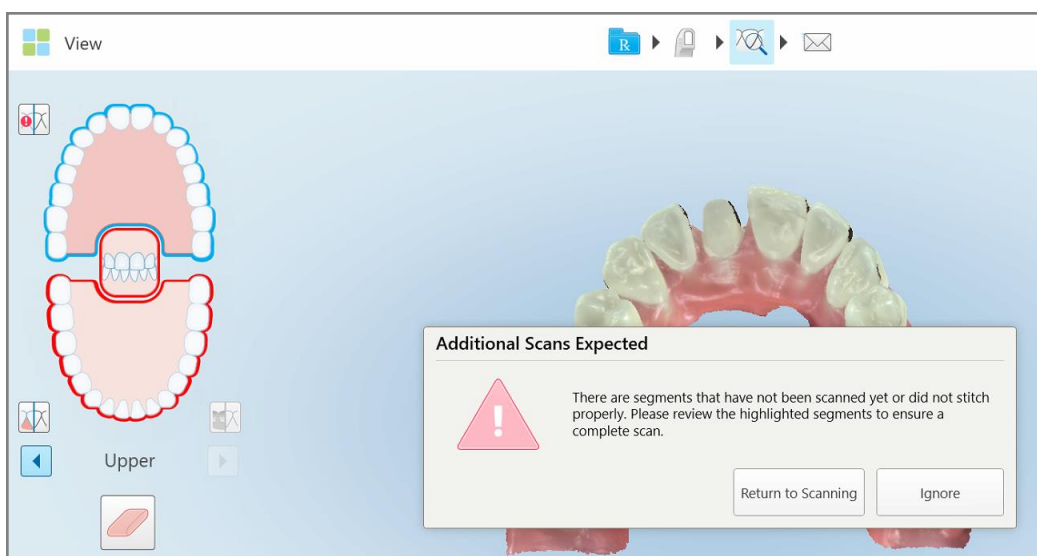 View
R
Additional Scans Expected
There are segments that have not been scanned yet or did not stitch
properly. Please review the highlighted segments to ensure a
complete scan.
Return to Scanning
Ignore
Upper